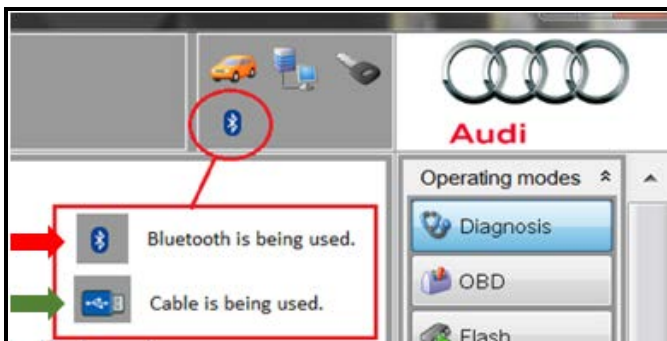 Audi
Operating modes
Diagnosis
OBD
Flash
Bluetooth is being used.
Cable is being used.